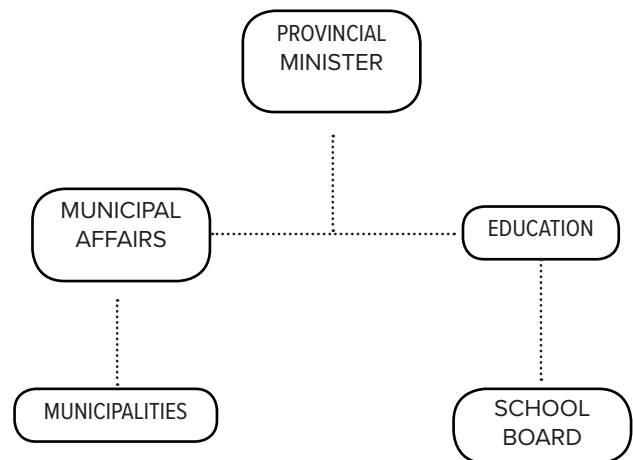 PROVINCIAL
MINISTER
MUNICIPAL
AFFAIRS
EDUCATION
MUNICIPALITIES
SCHOOL
BOARD